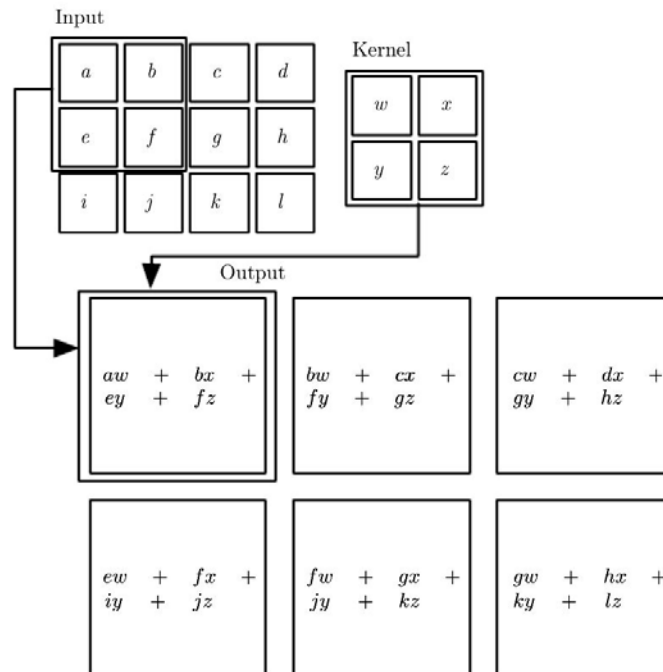 Input
a b c d
e f g h
i j k l
Kernel
w x
y z
Output
aw + bx +
ey + fz
bw + cx +
fy + gz
cw + dx +
gy + hz
ew + fx +
iy + jz
fw + gx +
jy + kz
gw + hx +
ky + lz